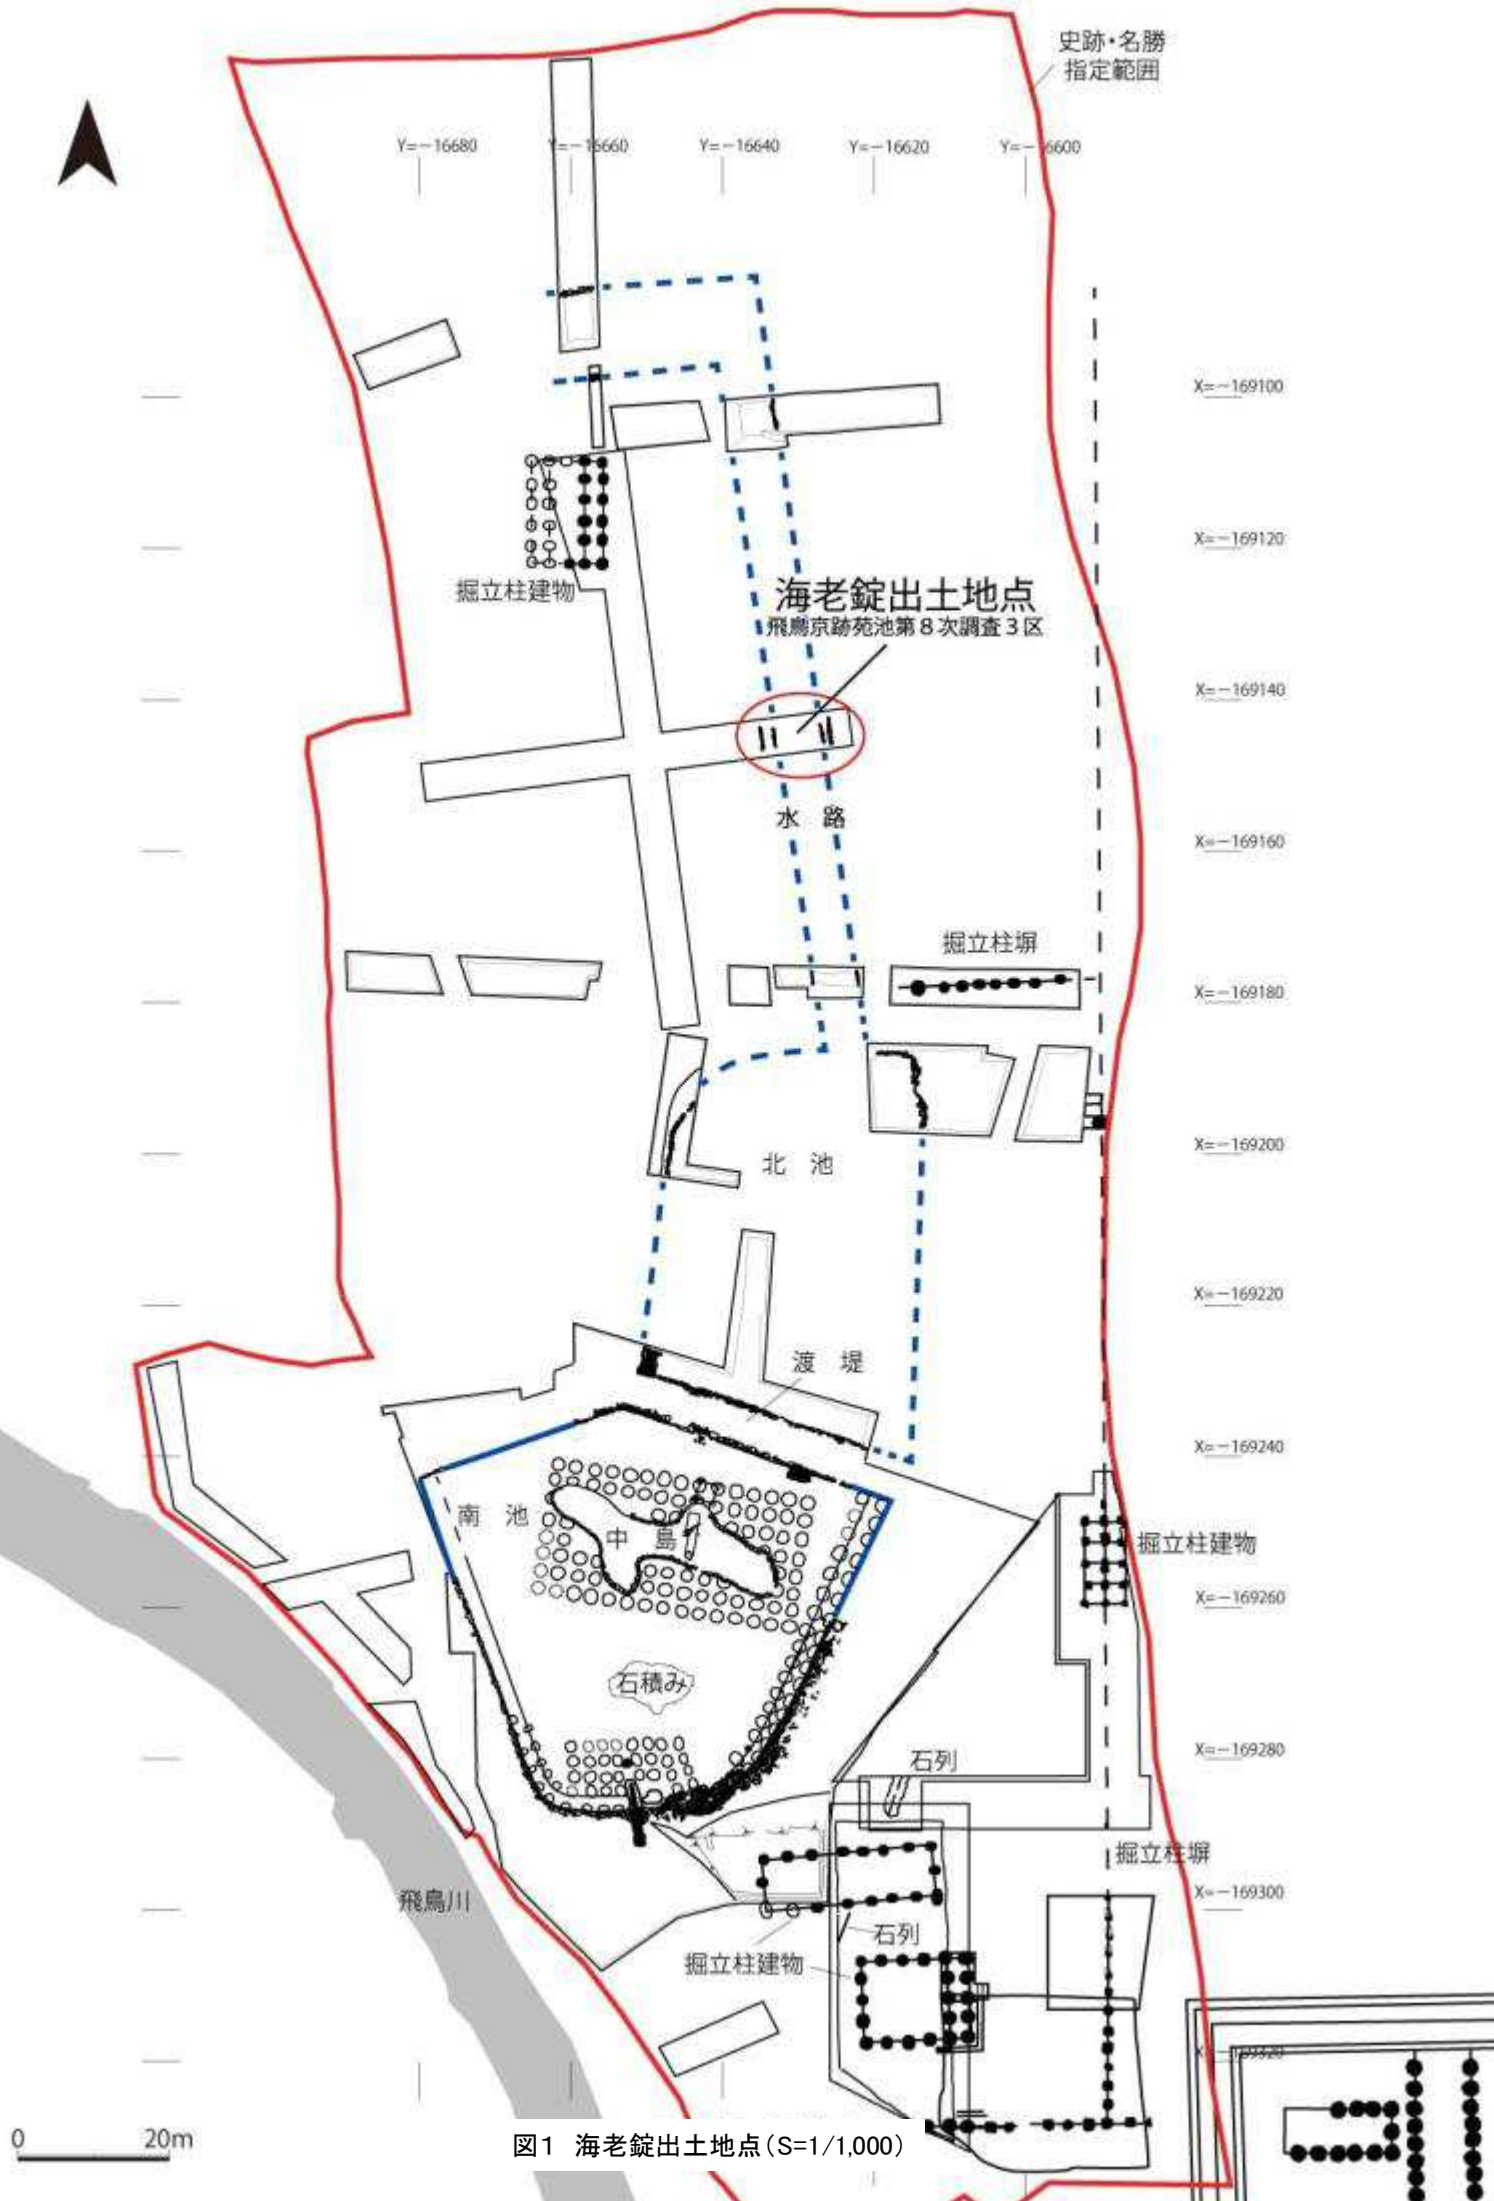 史跡・名勝
指定範囲
Y=－16680
Y=－16660
Y=－16640
Y=－16620
Y=－16600
X=－169100
X=－169120
掘立柱建物
海老錠出土地点
飛鳥京跡苑池第８次調査３区
X=－169140
水　路
X=－169160
掘立柱塀
X=－169180
北　池
X=－169200
X=－169220
渡　堤
X=－169240
南　池
中　島
掘立柱建物
X=－169260
石積み
石列
X=－169280
掘立柱塀
飛鳥川
X=－169300
石列
掘立柱建物
X=－169320
0　20m
図1　海老錠出土地点（S=1/1,000）